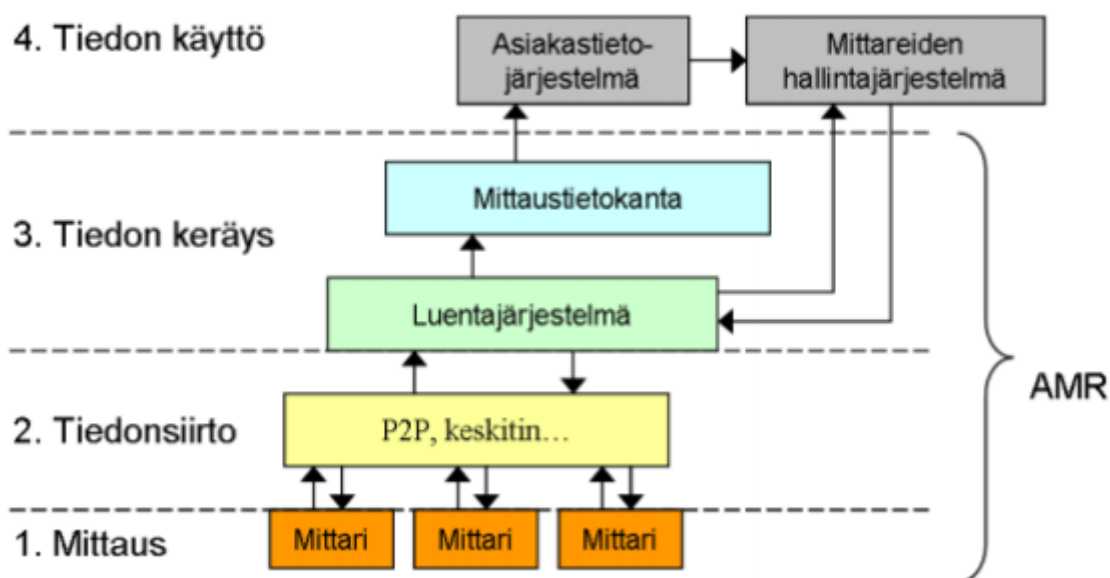 4. Tiedon käyttö
Asiakastieto-
järjestelmä
Mittareiden
hallintajärjestelmä
3. Tiedon keräys
Mittaustietokanta
Luentajärjestelmä
AMR
2. Tiedonsiirto
P2P, keskitin...
1. Mittaus
Mittari
Mittari
Mittari